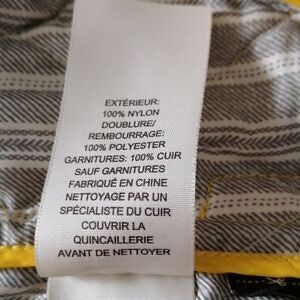 EXTÉRIEUR:
100% NYLON
DOUBLURE/
REMBOURRAGE:
100% POLYESTER
GARNITURES: 100% CUIR
SAUF GARNITURES
FABRIQUÉ EN CHINE
NETTOYAGE PAR UN
SPÉCIALISTE DU CUIR
COUVRIR LA
QUINCAILLERIE
AVANT DE NETTOYER